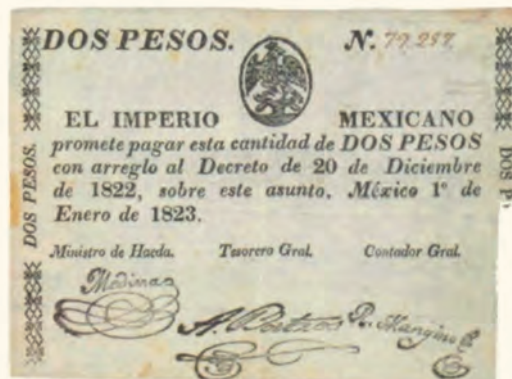 DOS PESOS. N. 79.287.
EL IMPERIO MEXICANO
promete pagar esta cantidad de DOS PESOS
con arreglo al Decreto de 20 de Diciembre
de 1822, sobre este asunto. México 1º de
Enero de 1823.
Ministro de Hacda. Tesorero Gral. Contador Gral.
Medina
DOS PESOS.
DOS P